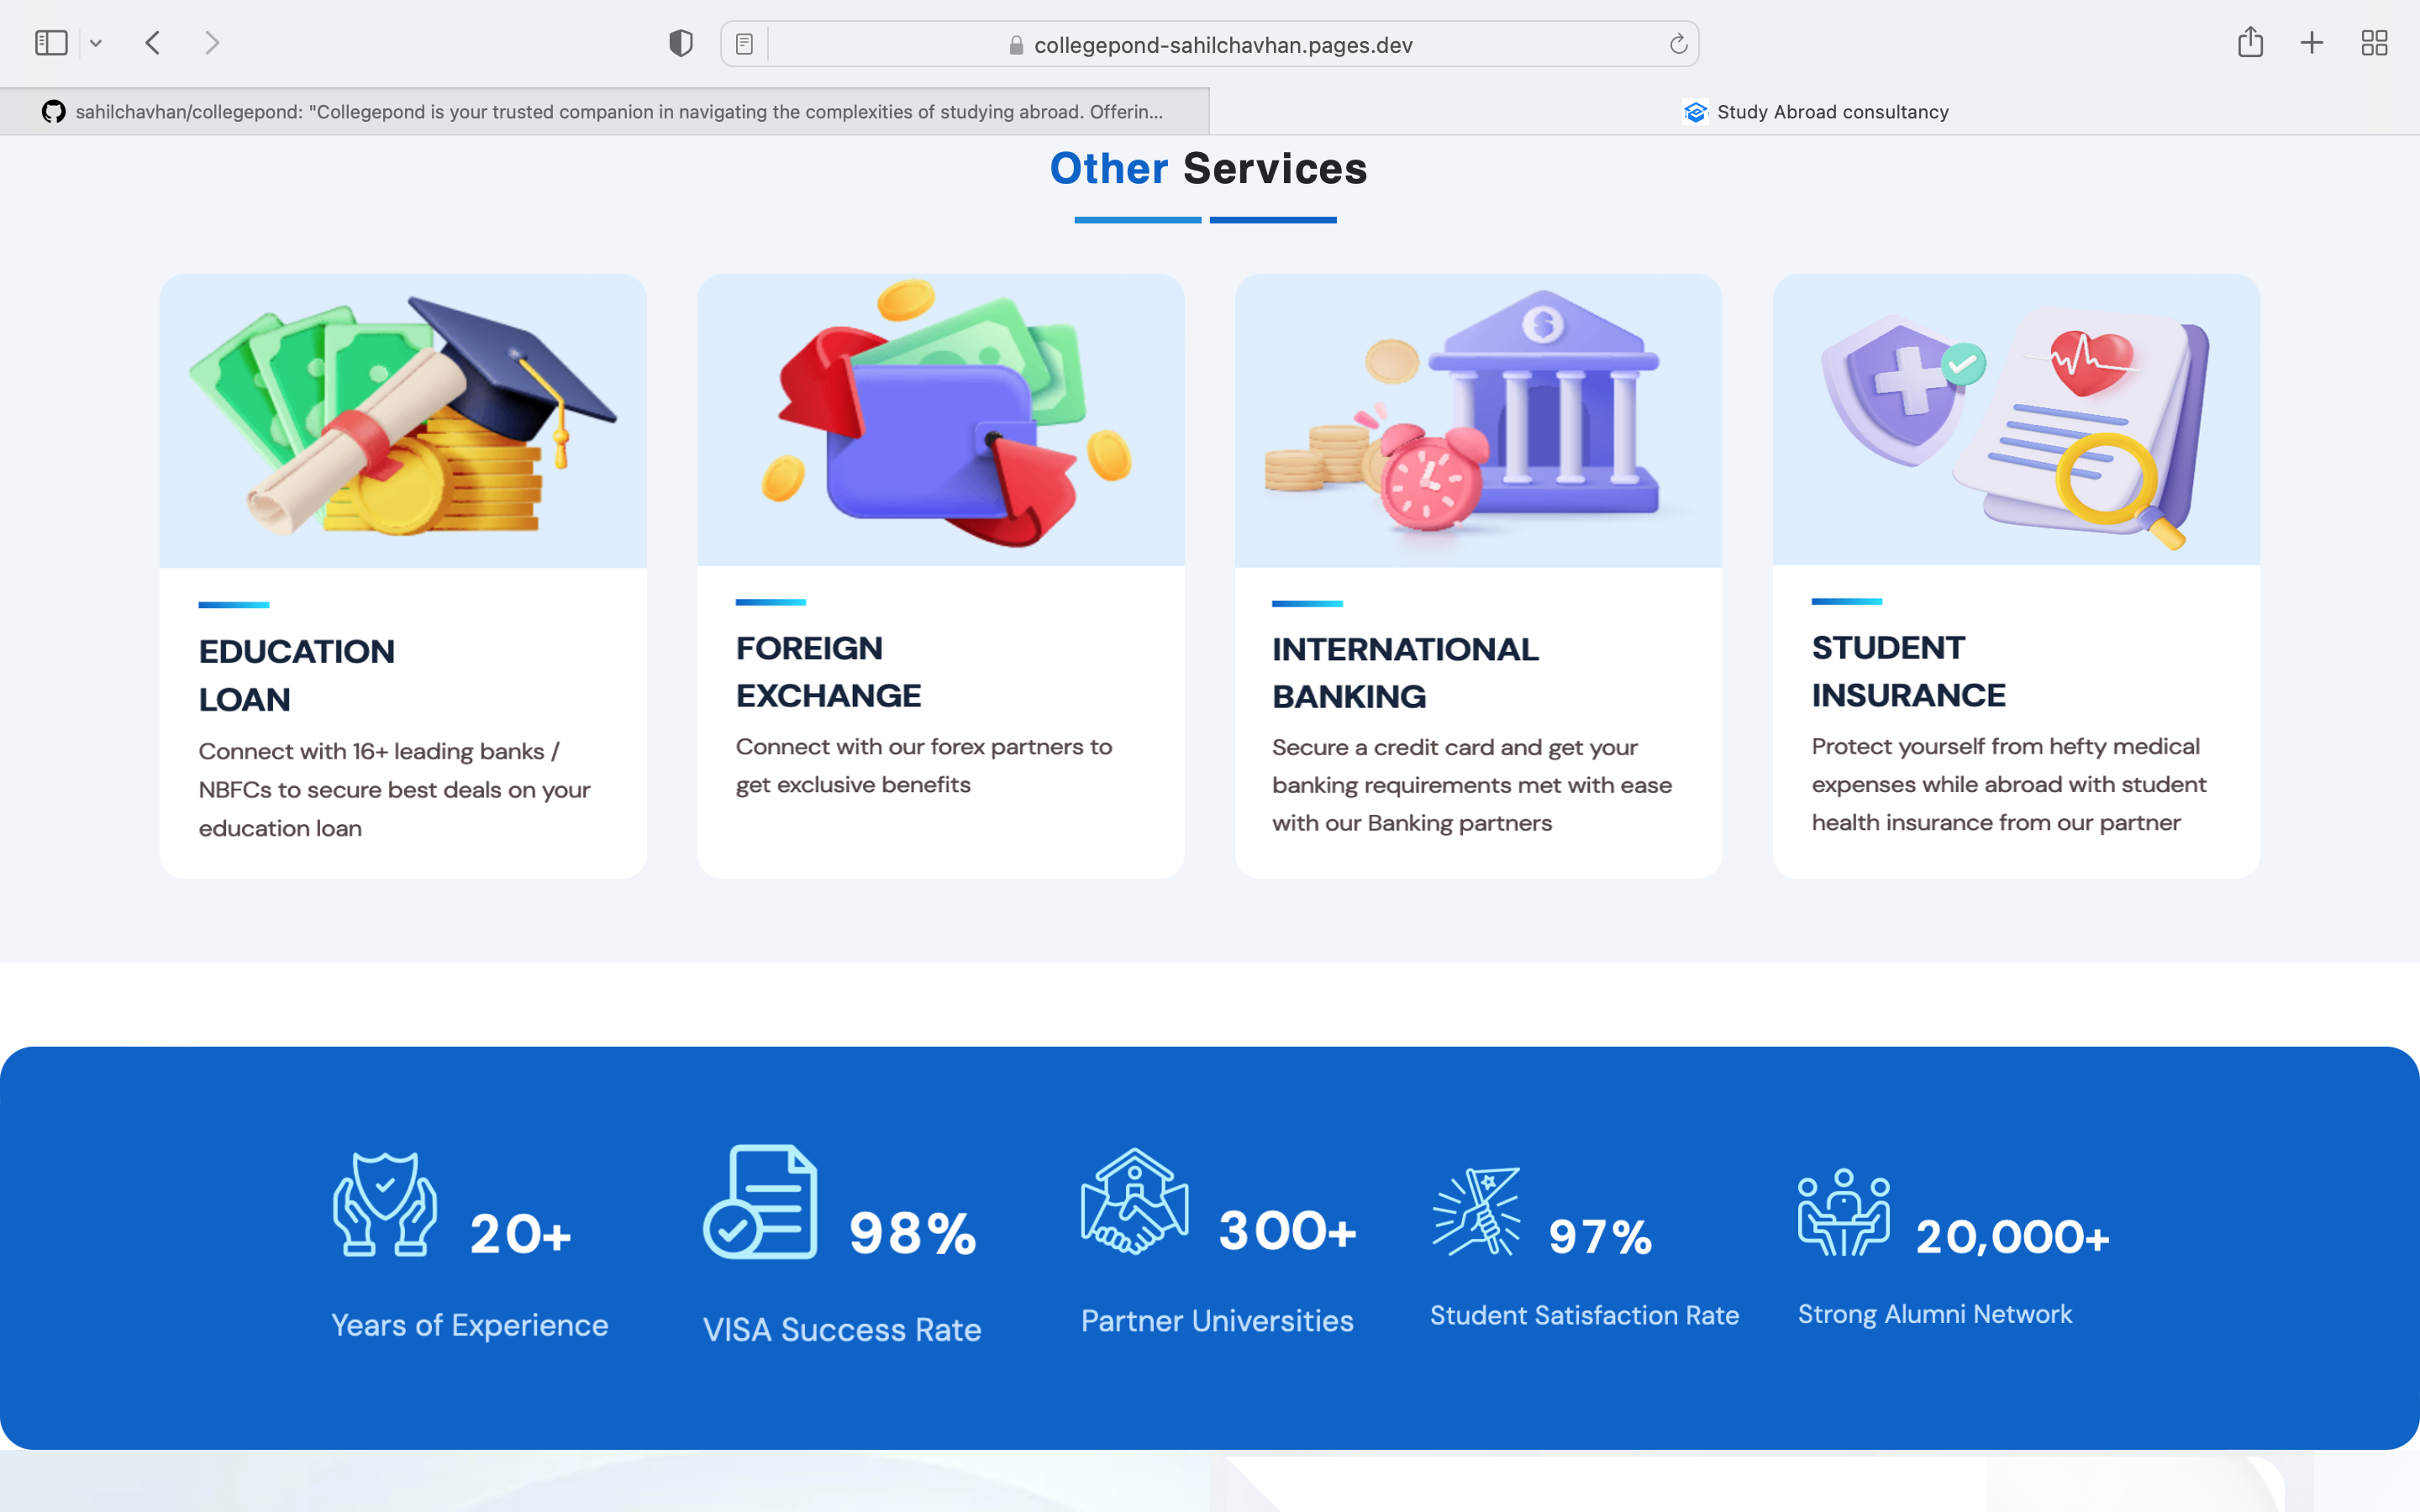 collegepond-sahilchavhan.pages.dev
sahilchavhan/collegepond: "Collegepond is your trusted companion in navigating the complexities of studying abroad. Offerin...
Study Abroad consultancy
Other Services
EDUCATION
LOAN
Connect with 16+ leading banks /
NBFCs to secure best deals on your
education loan
FOREIGN
EXCHANGE
Connect with our forex partners to
get exclusive benefits
INTERNATIONAL
BANKING
Secure a credit card and get your
banking requirements met with ease
with our Banking partners
STUDENT
INSURANCE
Protect yourself from hefty medical
expenses while abroad with student
health insurance from our partner
20+
Years of Experience
98%
VISA Success Rate
300+
Partner Universities
97%
Student Satisfaction Rate
20,000+
Strong Alumni Network